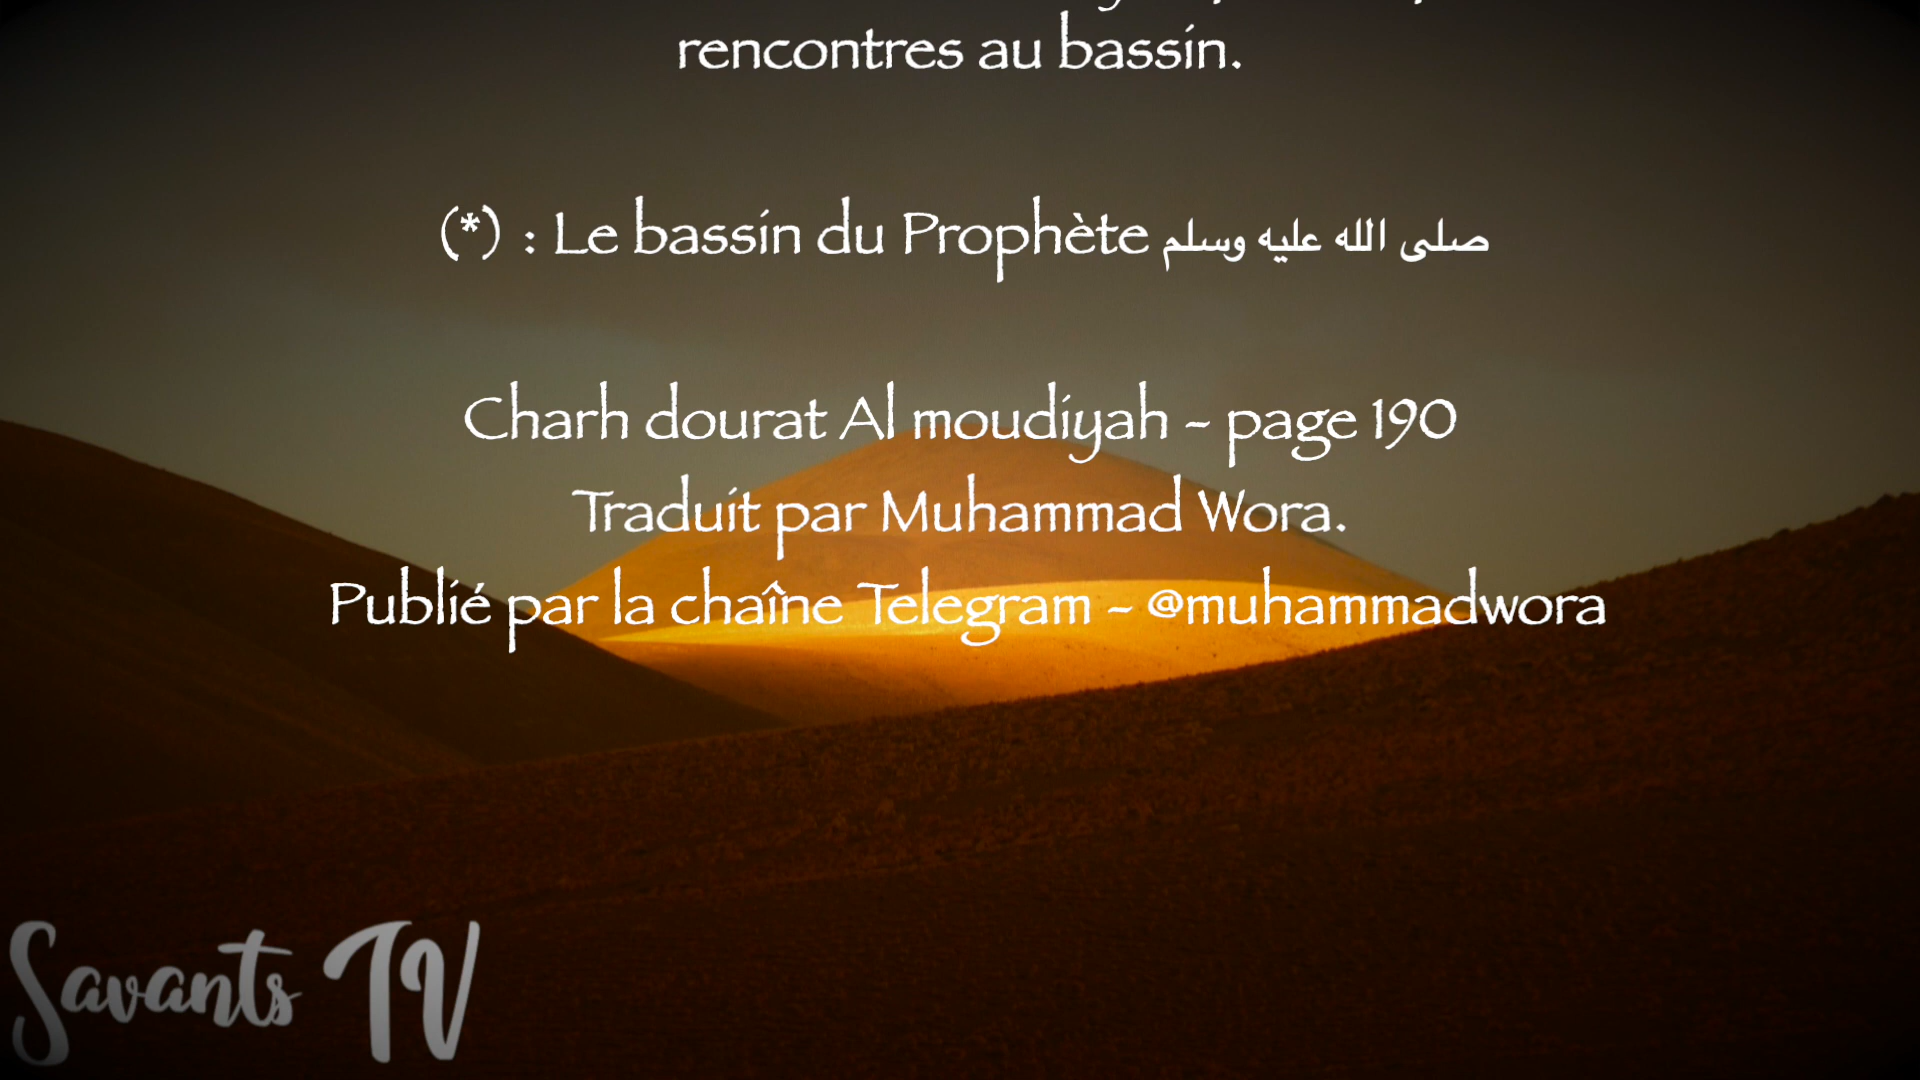 rencontres au bassin.
(*) : Le bassin du Prophète صلى الله عليه وسلم
Charh dourat Al moudiyah - page 190
Traduit par Muhammad Wora.
Publié par la chaîne Telegram - @muhammadwora
Savants TV